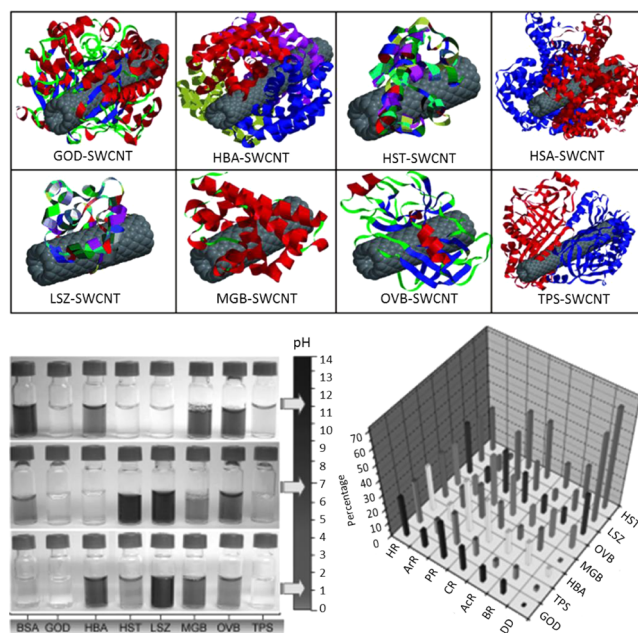 GOD-SWCNT
HBA-SWCNT
HST-SWCNT
HSA-SWCNT
LSZ-SWCNT
MGB-SWCNT
OVB-SWCNT
TPS-SWCNT
pH
14
13
12
11
10
9
8
7
6
5
4
3
2
1
0
BSA GOD HBA HST LSZ MGB OVB TPS
Percentage
70
60
50
40
30
20
10
0
HR
ArR
PR
CR
AcR
BR
DD
HST
LSZ
OVB
MGB
HBA
TPS
GOD